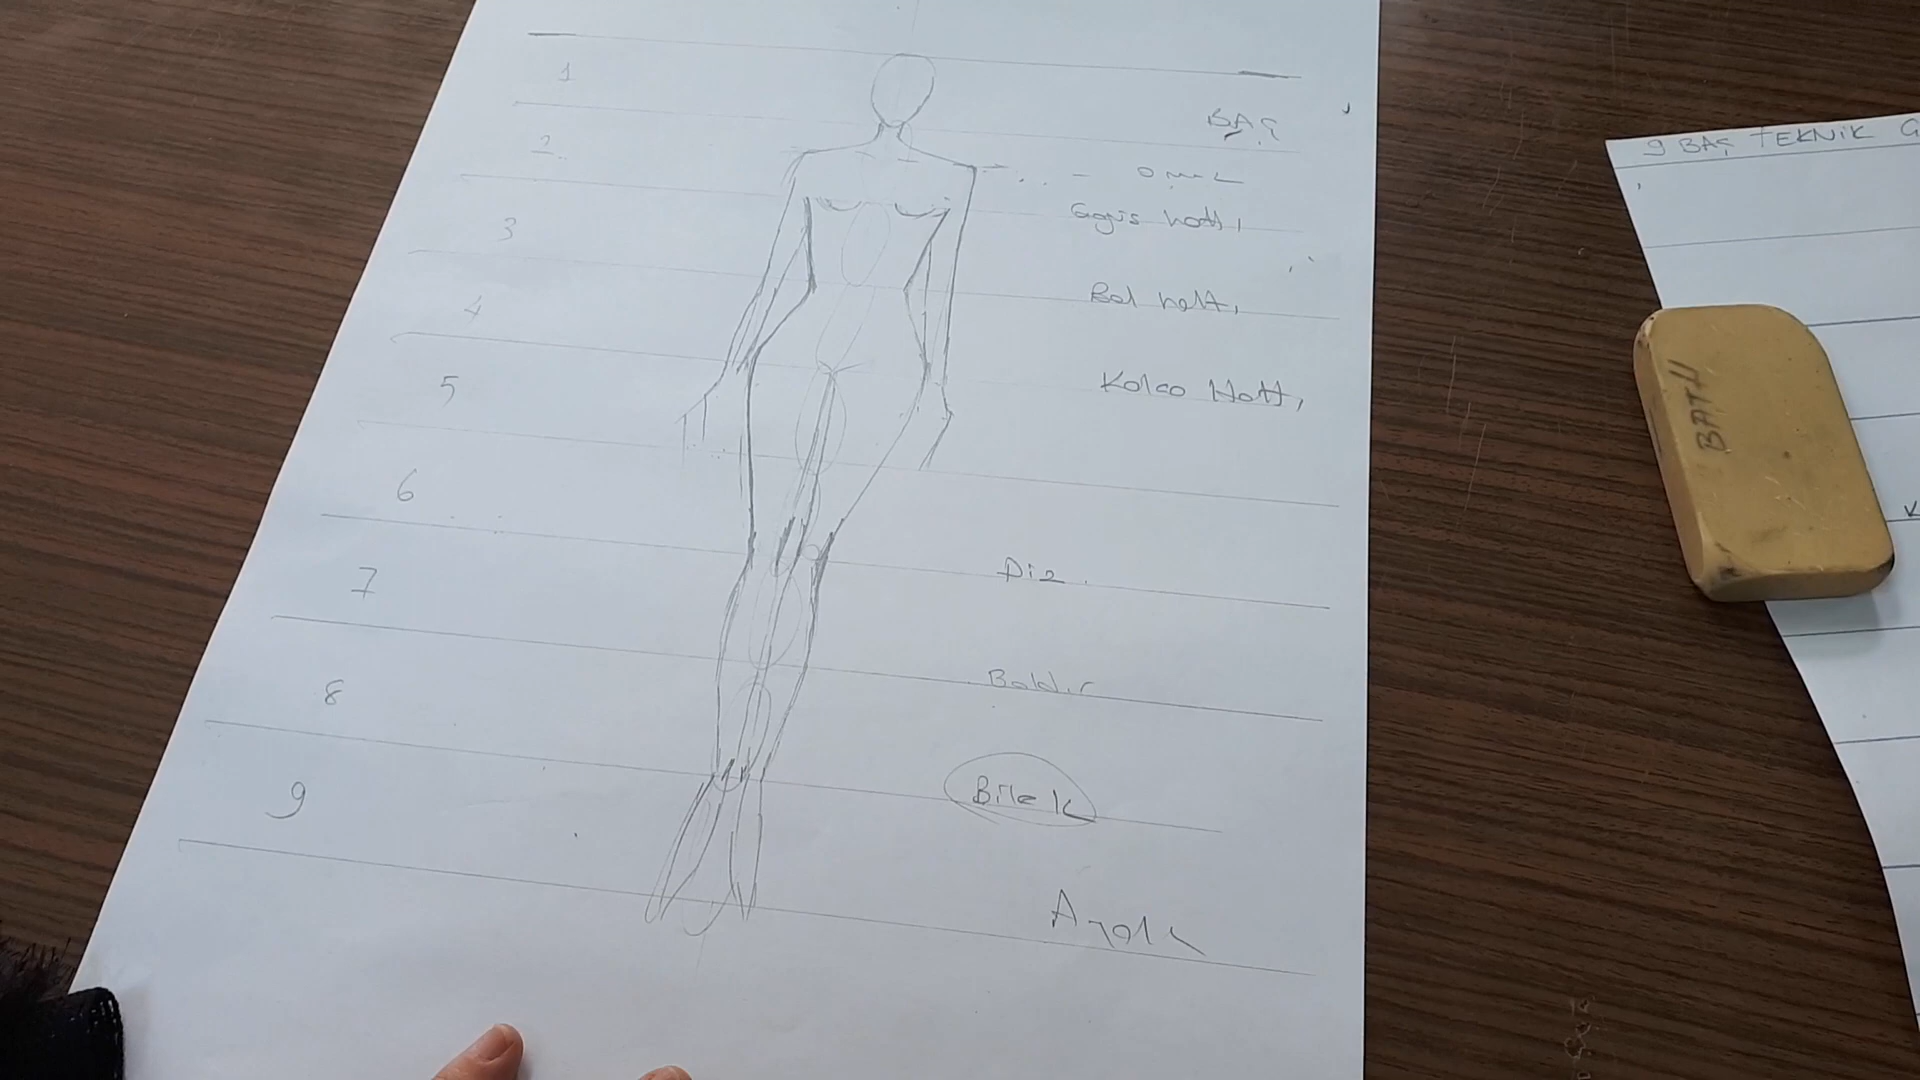 1
BAŞ
2
omuz
Göğüs hattı
3
Bel hattı
4
Kalça Hattı
5
6
Diz
7
Baldır
8
Bilek
9
Ayak
9 BAŞ TEKNİK
BATU